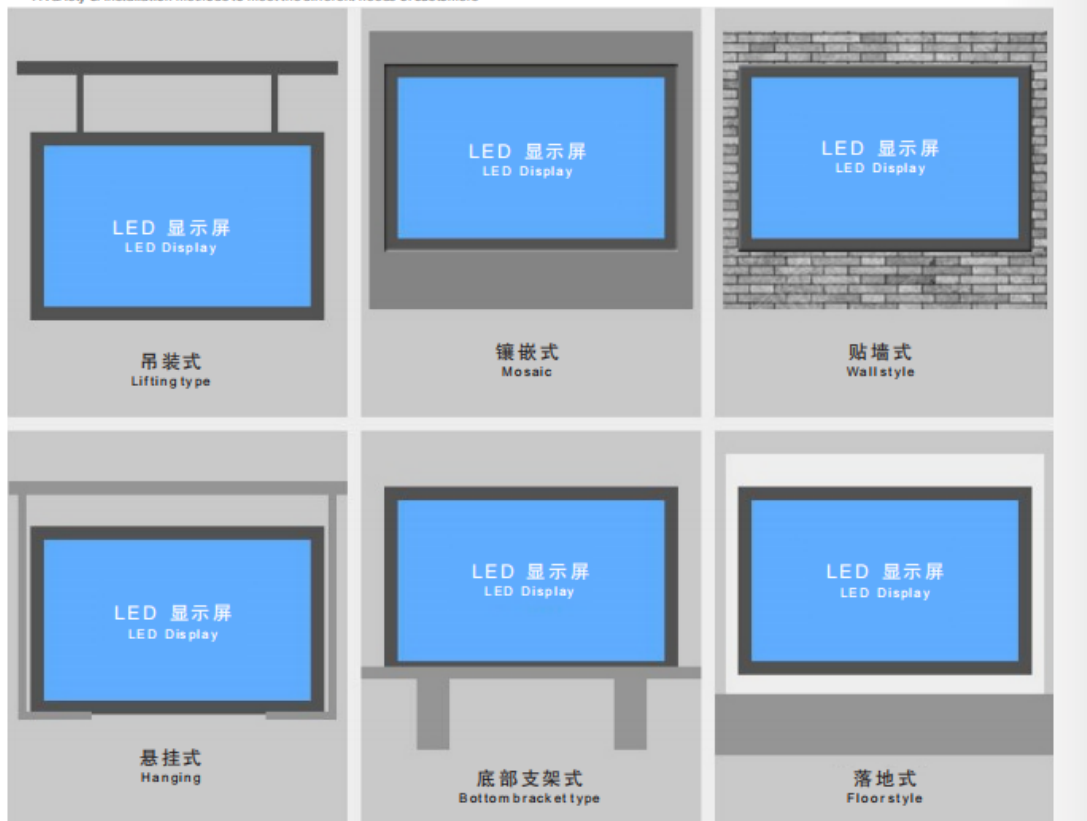 LED 显示屏
LED Display
吊装式
Lifting type
LED 显示屏
LED Display
镶嵌式
Mosaic
LED 显示屏
LED Display
贴墙式
Wall style
LED 显示屏
LED Display
悬挂式
Hanging
LED 显示屏
LED Display
底部支架式
Bottom bracket type
LED 显示屏
LED Display
落地式
Floor style